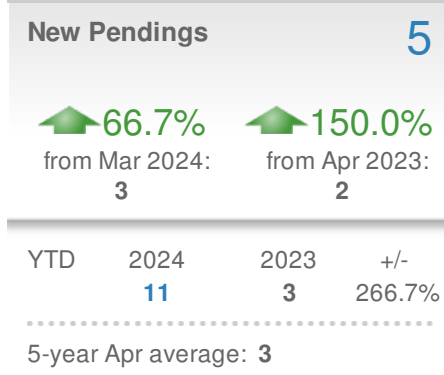 New Pendings 5
66.7% 150.0%
from Mar 2024: from Apr 2023:
3 2
YTD 2024 2023 +/-
11 3 266.7%
5-year Apr average: 3